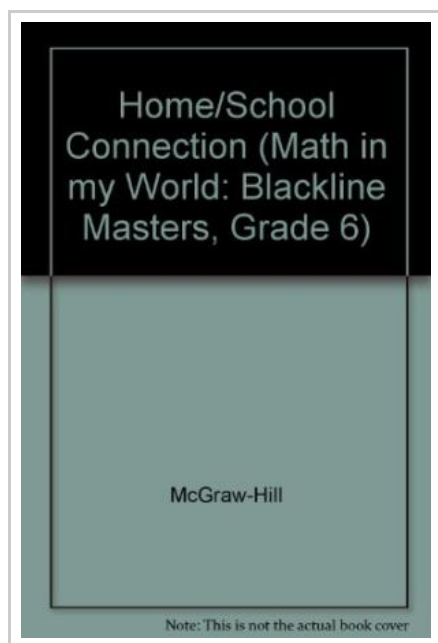 Home/School
Connection (Math in
my World: Blackline
Masters, Grade 6)
McGraw-Hill
Note: This is not the actual book cover